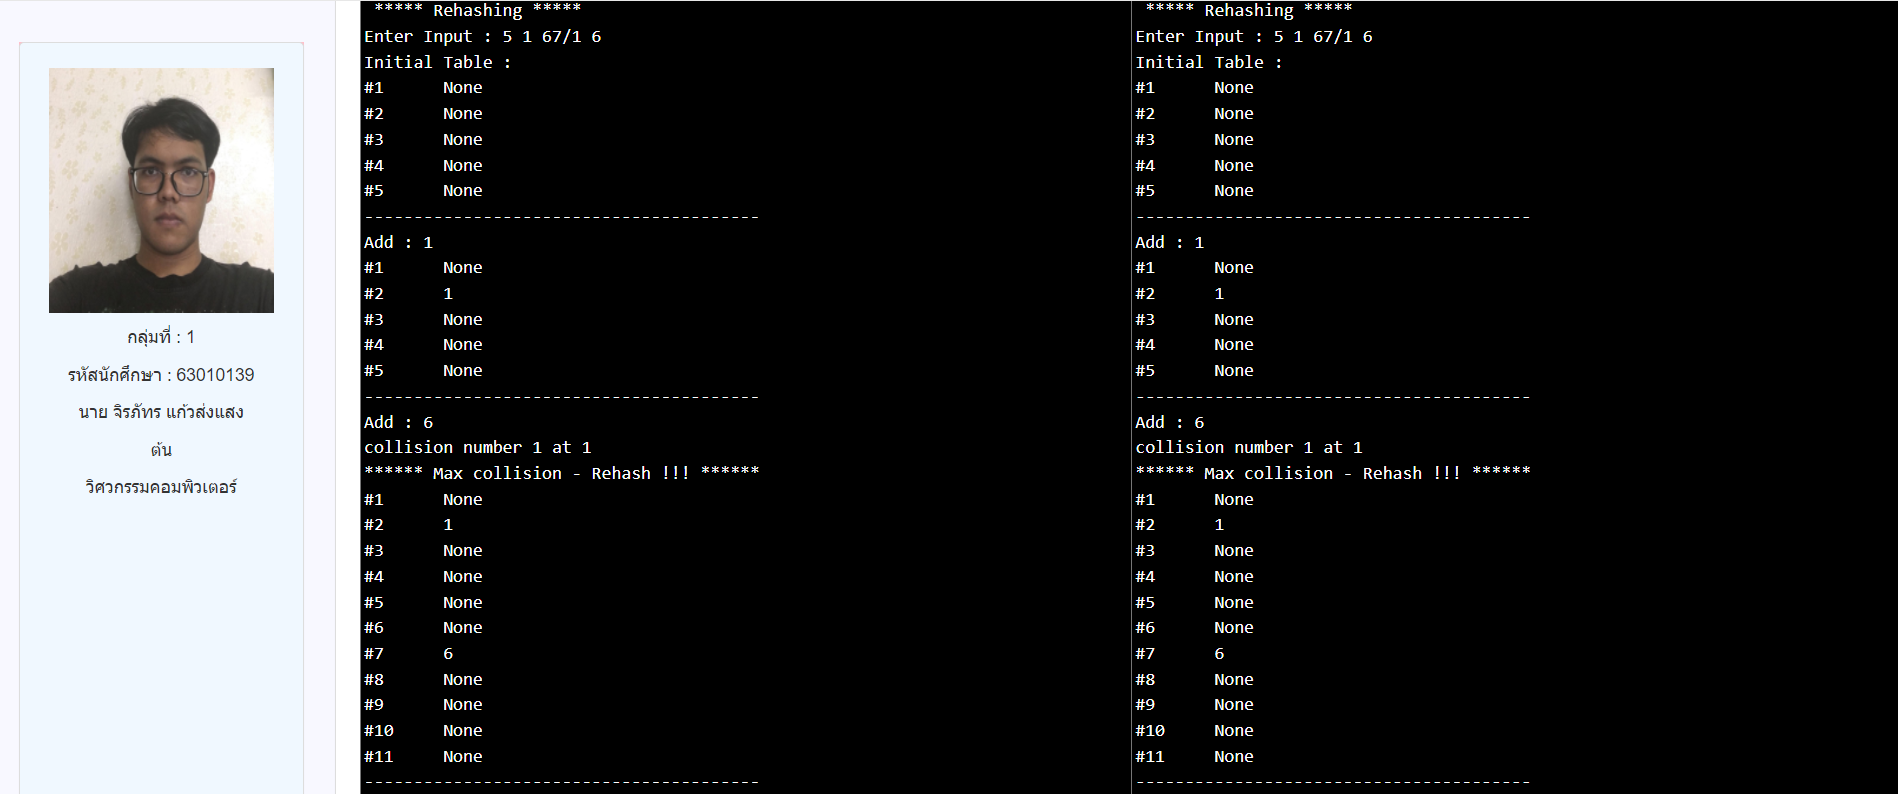 กลุ่มที่ : 1
รหัสนักศึกษา : 63010139
นาย จิรภัทร แก้วส่งแสง
ต้น
วิศวกรรมคอมพิวเตอร์
***** Rehashing *****
Enter Input : 5 1 67/1 6
Initial Table :
#1 None
#2 None
#3 None
#4 None
#5 None
----------------------------------------
Add : 1
#1 None
#2 1
#3 None
#4 None
#5 None
----------------------------------------
Add : 6
collision number 1 at 1
****** Max collision - Rehash !!! ******
#1 None
#2 1
#3 None
#4 None
#5 None
#6 None
#7 6
#8 None
#9 None
#10 None
#11 None
----------------------------------------
***** Rehashing *****
Enter Input : 5 1 67/1 6
Initial Table :
#1 None
#2 None
#3 None
#4 None
#5 None
----------------------------------------
Add : 1
#1 None
#2 1
#3 None
#4 None
#5 None
----------------------------------------
Add : 6
collision number 1 at 1
****** Max collision - Rehash !!! ******
#1 None
#2 1
#3 None
#4 None
#5 None
#6 None
#7 6
#8 None
#9 None
#10 None
#11 None
----------------------------------------